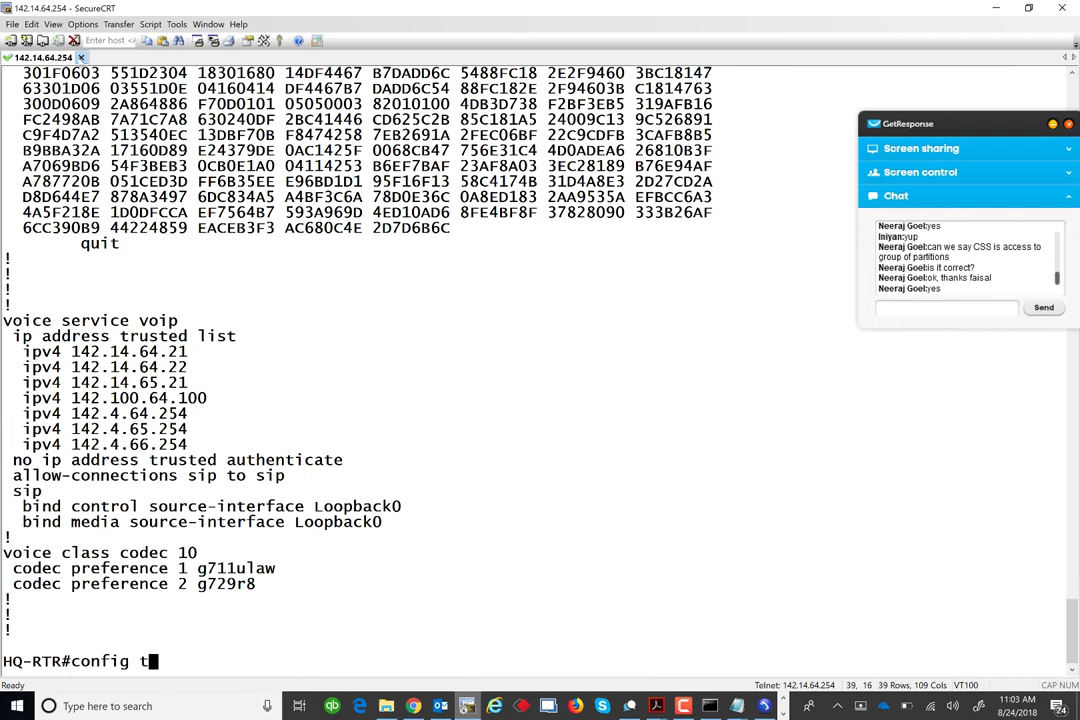 142.14.64.254 - SecureCRT
File Edit View Options Transfer Script Tools Window Help
Enter host <A
142.14.64.254
301F0603 551D2304 18301680 14DF4467 B7DADD6C 5488FC18 2E2F9460 3BC18147
63301D06 03551D0E 04160414 DF4467B7 DADD6C54 88FC182E 2F94603B C1814763
300D0609 2A864886 F70D0101 05050003 82010100 4DB3D738 F2BF3EB5 319AFB16
FC2498AB 7A71C7A8 630240DF 2BC41446 CD625C2B 85C181A5 24009C13 9C526891
C9F4D7A2 513540EC 13DBF70B F8474258 7EB2691A 2FEC06BF 22C9CDFB 3CAFB8B5
B9BBA32A 17160D89 E24379DE 0AC1425F 0068CB47 756E31C4 4D0ADEA6 26810B3F
A7069BD6 54F3BEB3 0CB0E1A0 04114253 B6EF7BAF 23AF8A03 3EC28189 B76E94AF
A787720B 051CED3D FF6B35EE E96BD1D1 95F16F13 58C4174B 31D4A8E3 2D27CD2A
D8D644E7 878A3497 6DC834A5 A4BF3C6A 78D0E36C 0A8ED183 2AA9535A EFBCC6A3
4A5F218E 1D0DFCCA EF7564B7 593A969D 4ED10AD6 8FE4BF8F 37828090 333B26AF
6CC390B9 44224859 EACEB3F3 AC680C4E 2D7D6B6C
quit
!
!
!
!
voice service voip
ip address trusted list
ipv4 142.14.64.21
ipv4 142.14.64.22
ipv4 142.14.65.21
ipv4 142.100.64.100
ipv4 142.4.64.254
ipv4 142.4.65.254
ipv4 142.4.66.254
no ip address trusted authenticate
allow-connections sip to sip
sip
bind control source-interface Loopback0
bind media source-interface Loopback0
!
voice class codec 10
codec preference 1 g711ulaw
codec preference 2 g729r8
!
!
!
HQ-RTR#config t
GetResponse
Screen sharing
Screen control
Chat
Neeraj Goel:yes
Iniyan:yup
Neeraj Goel:can we say CSS is access to
group of partitions
Neeraj Goel:is it correct?
Neeraj Goel:ok, thanks faisal
Neeraj Goel:yes
Send
Ready
Telnet: 142.14.64.254 39, 16 39 Rows, 109 Cols VT100 CAP NUM
Type here to search
11:03 AM
8/24/2018
24